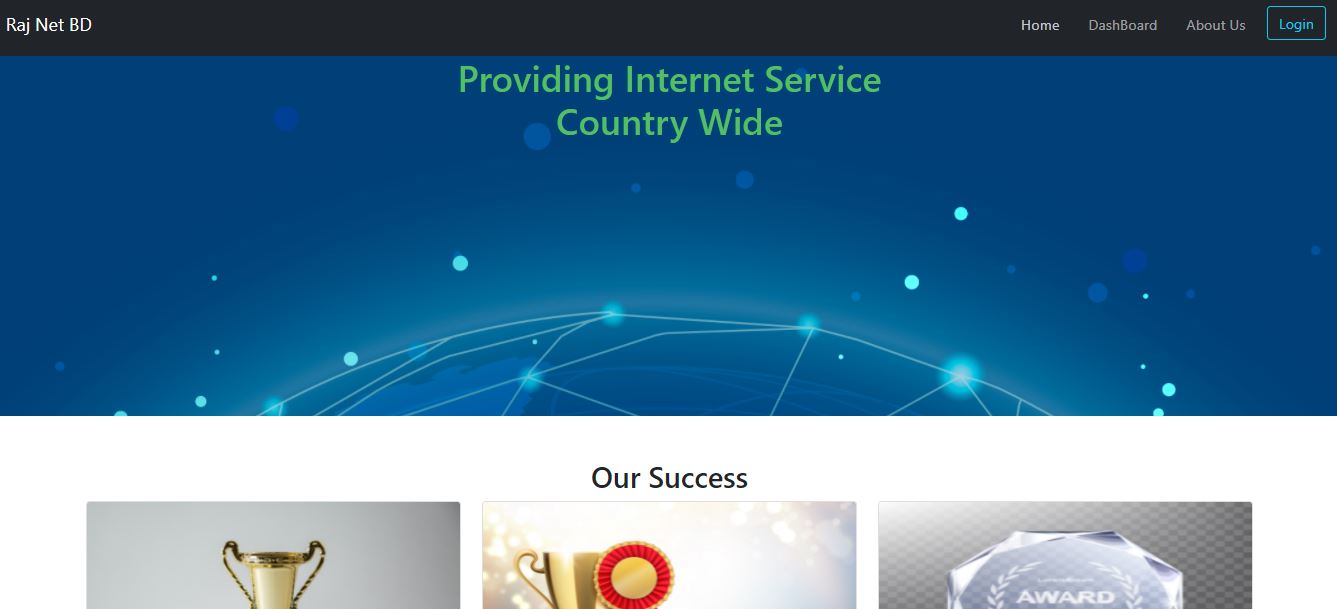 Raj Net BD
Home DashBoard About Us Login
Providing Internet Service
Country Wide
Our Success
AWARD